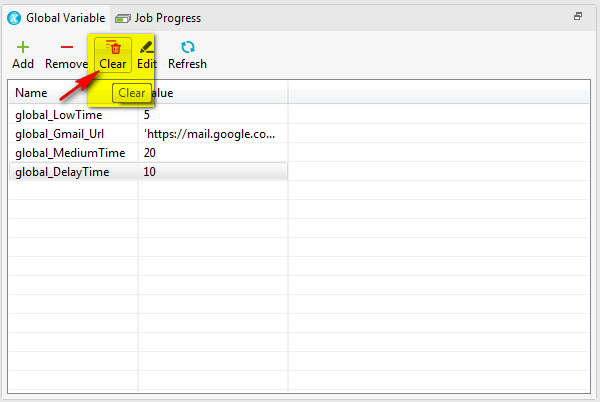 Global Variable Job Progress
Add Remove Clear Edit Refresh
Name alue
Clear
global_LowTime 5
global_Gmail_Url 'https://mail.google.co...
global_MediumTime 20
global_DelayTime 10